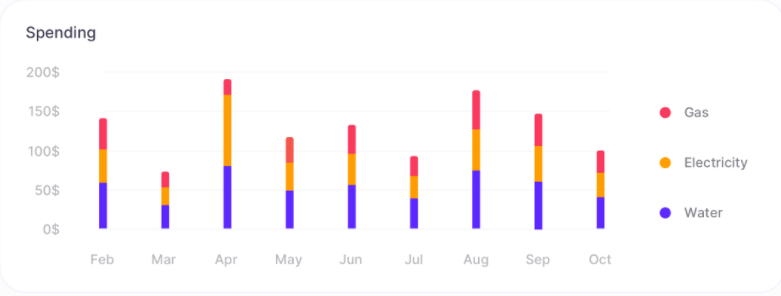 Spending
200$
150$
100$
50$
0$
Feb Mar Apr May Jun Jul Aug Sep Oct
Gas
Electricity
Water